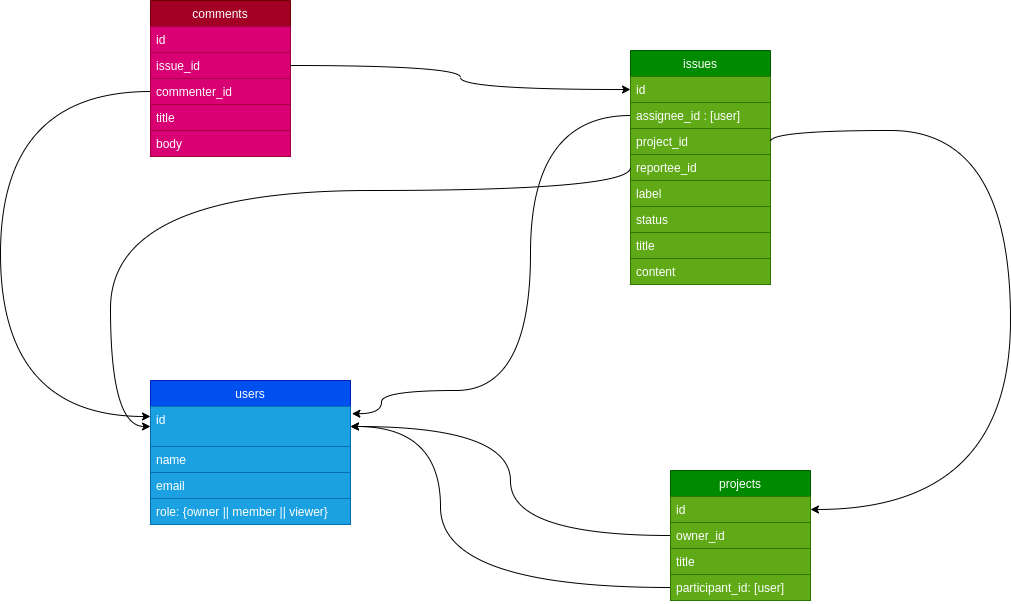 comments
id
issue_id
commenter_id
title
body
issues
id
assignee_id : [user]
project_id
reportee_id
label
status
title
content
users
id
name
email
role: {owner || member || viewer}
projects
id
owner_id
title
participant_id: [user]